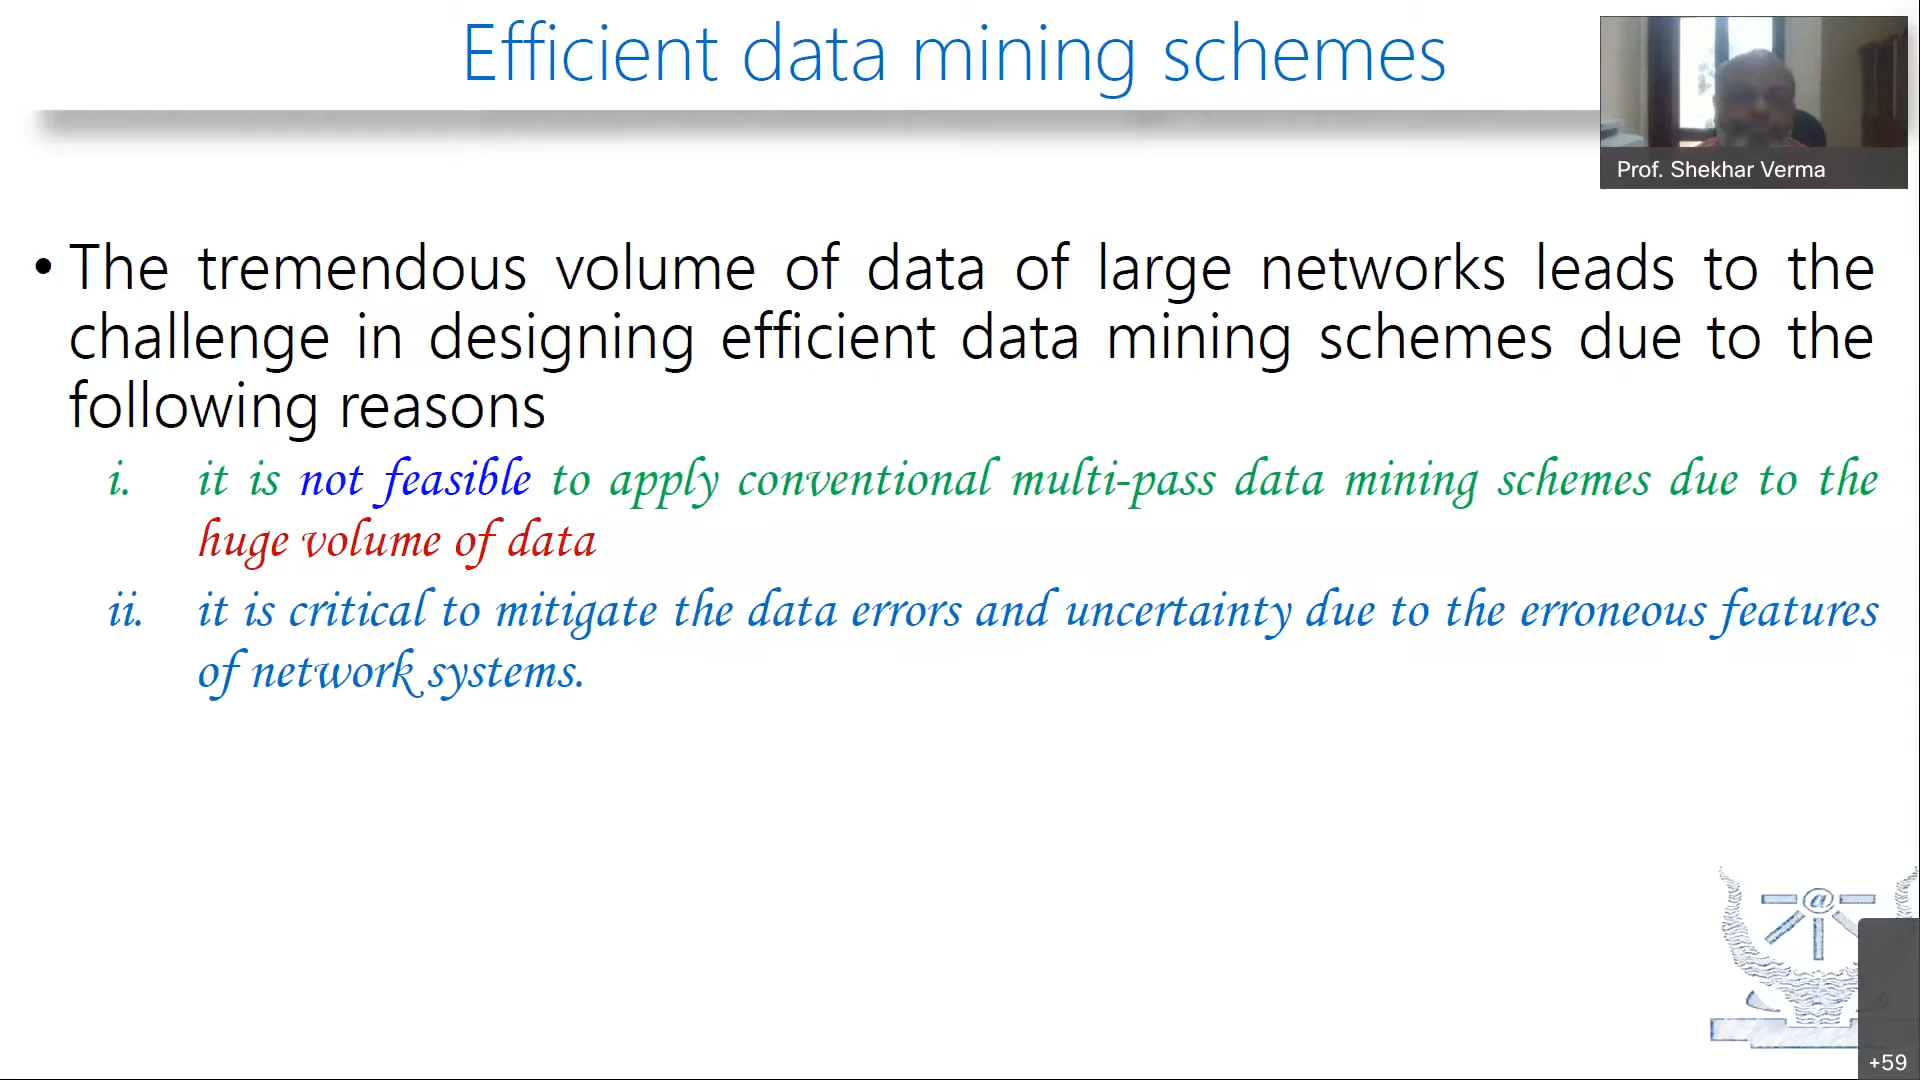 Efficient data mining schemes
Prof. Shekhar Verma
• The tremendous volume of data of large networks leads to the
challenge in designing efficient data mining schemes due to the
following reasons
i. it is not feasible to apply conventional multi-pass data mining schemes due to the
huge volume of data
ii. it is critical to mitigate the data errors and uncertainty due to the erroneous features
of network systems.
@
+59